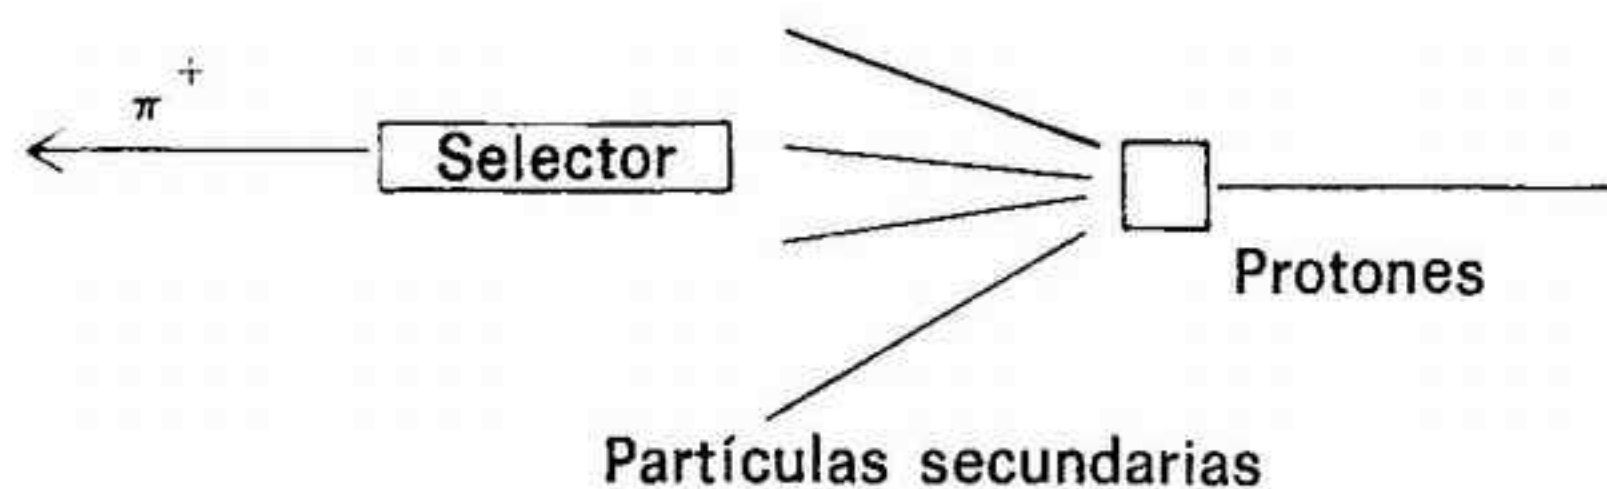 π⁺
Selector
Protones
Partículas secundarias